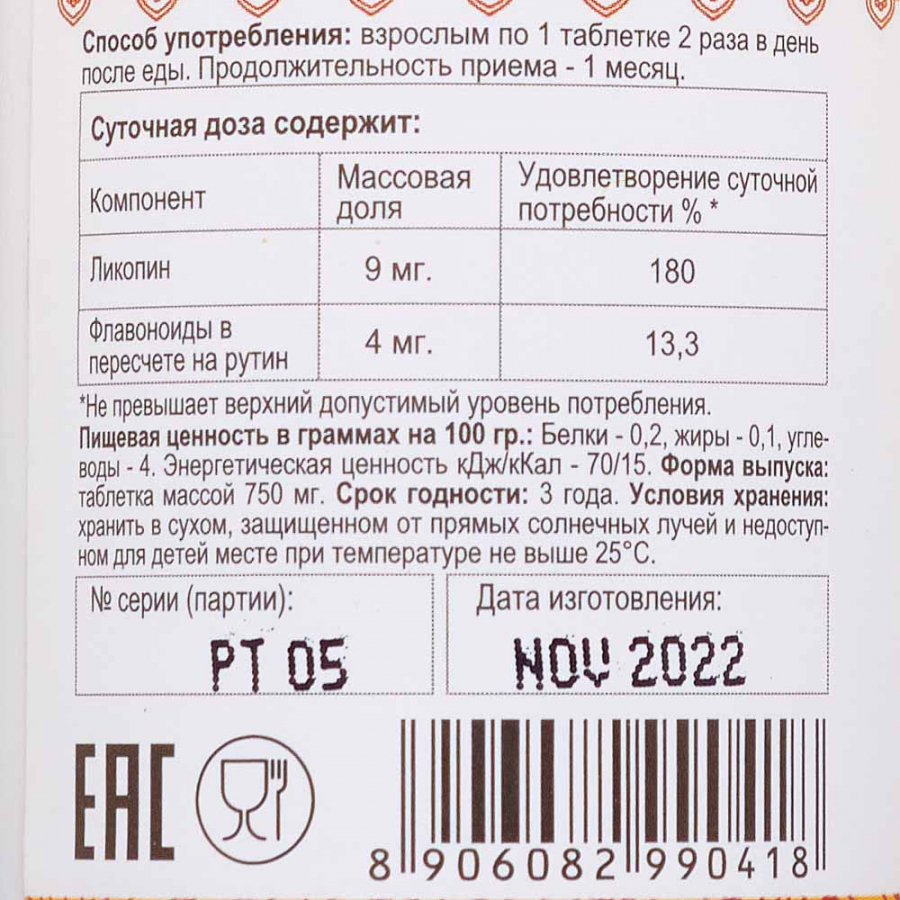 Способ употребления: взрослым по 1 таблетке 2 раза в день
после еды. Продолжительность приема - 1 месяц.
Суточная доза содержит:
Компонент
Массовая
доля
Удовлетворение суточной
потребности % *
Ликопин
9 мг.
180
Флавоноиды в
пересчете на рутин
4 мг.
13,3
*Не превышает верхний допустимый уровень потребления.
Пищевая ценность в граммах на 100 гр.: Белки - 0,2, жиры - 0,1, угле-
воды - 4. Энергетическая ценность кДж/кКал - 70/15. Форма выпуска:
таблетка массой 750 мг. Срок годности: 3 года. Условия хранения:
хранить в сухом, защищенном от прямых солнечных лучей и недоступ-
ном для детей месте при температуре не выше 25°С.
№ серии (партии):
PT 05
Дата изготовления:
NOV 2022
EAC
8 906082 990418